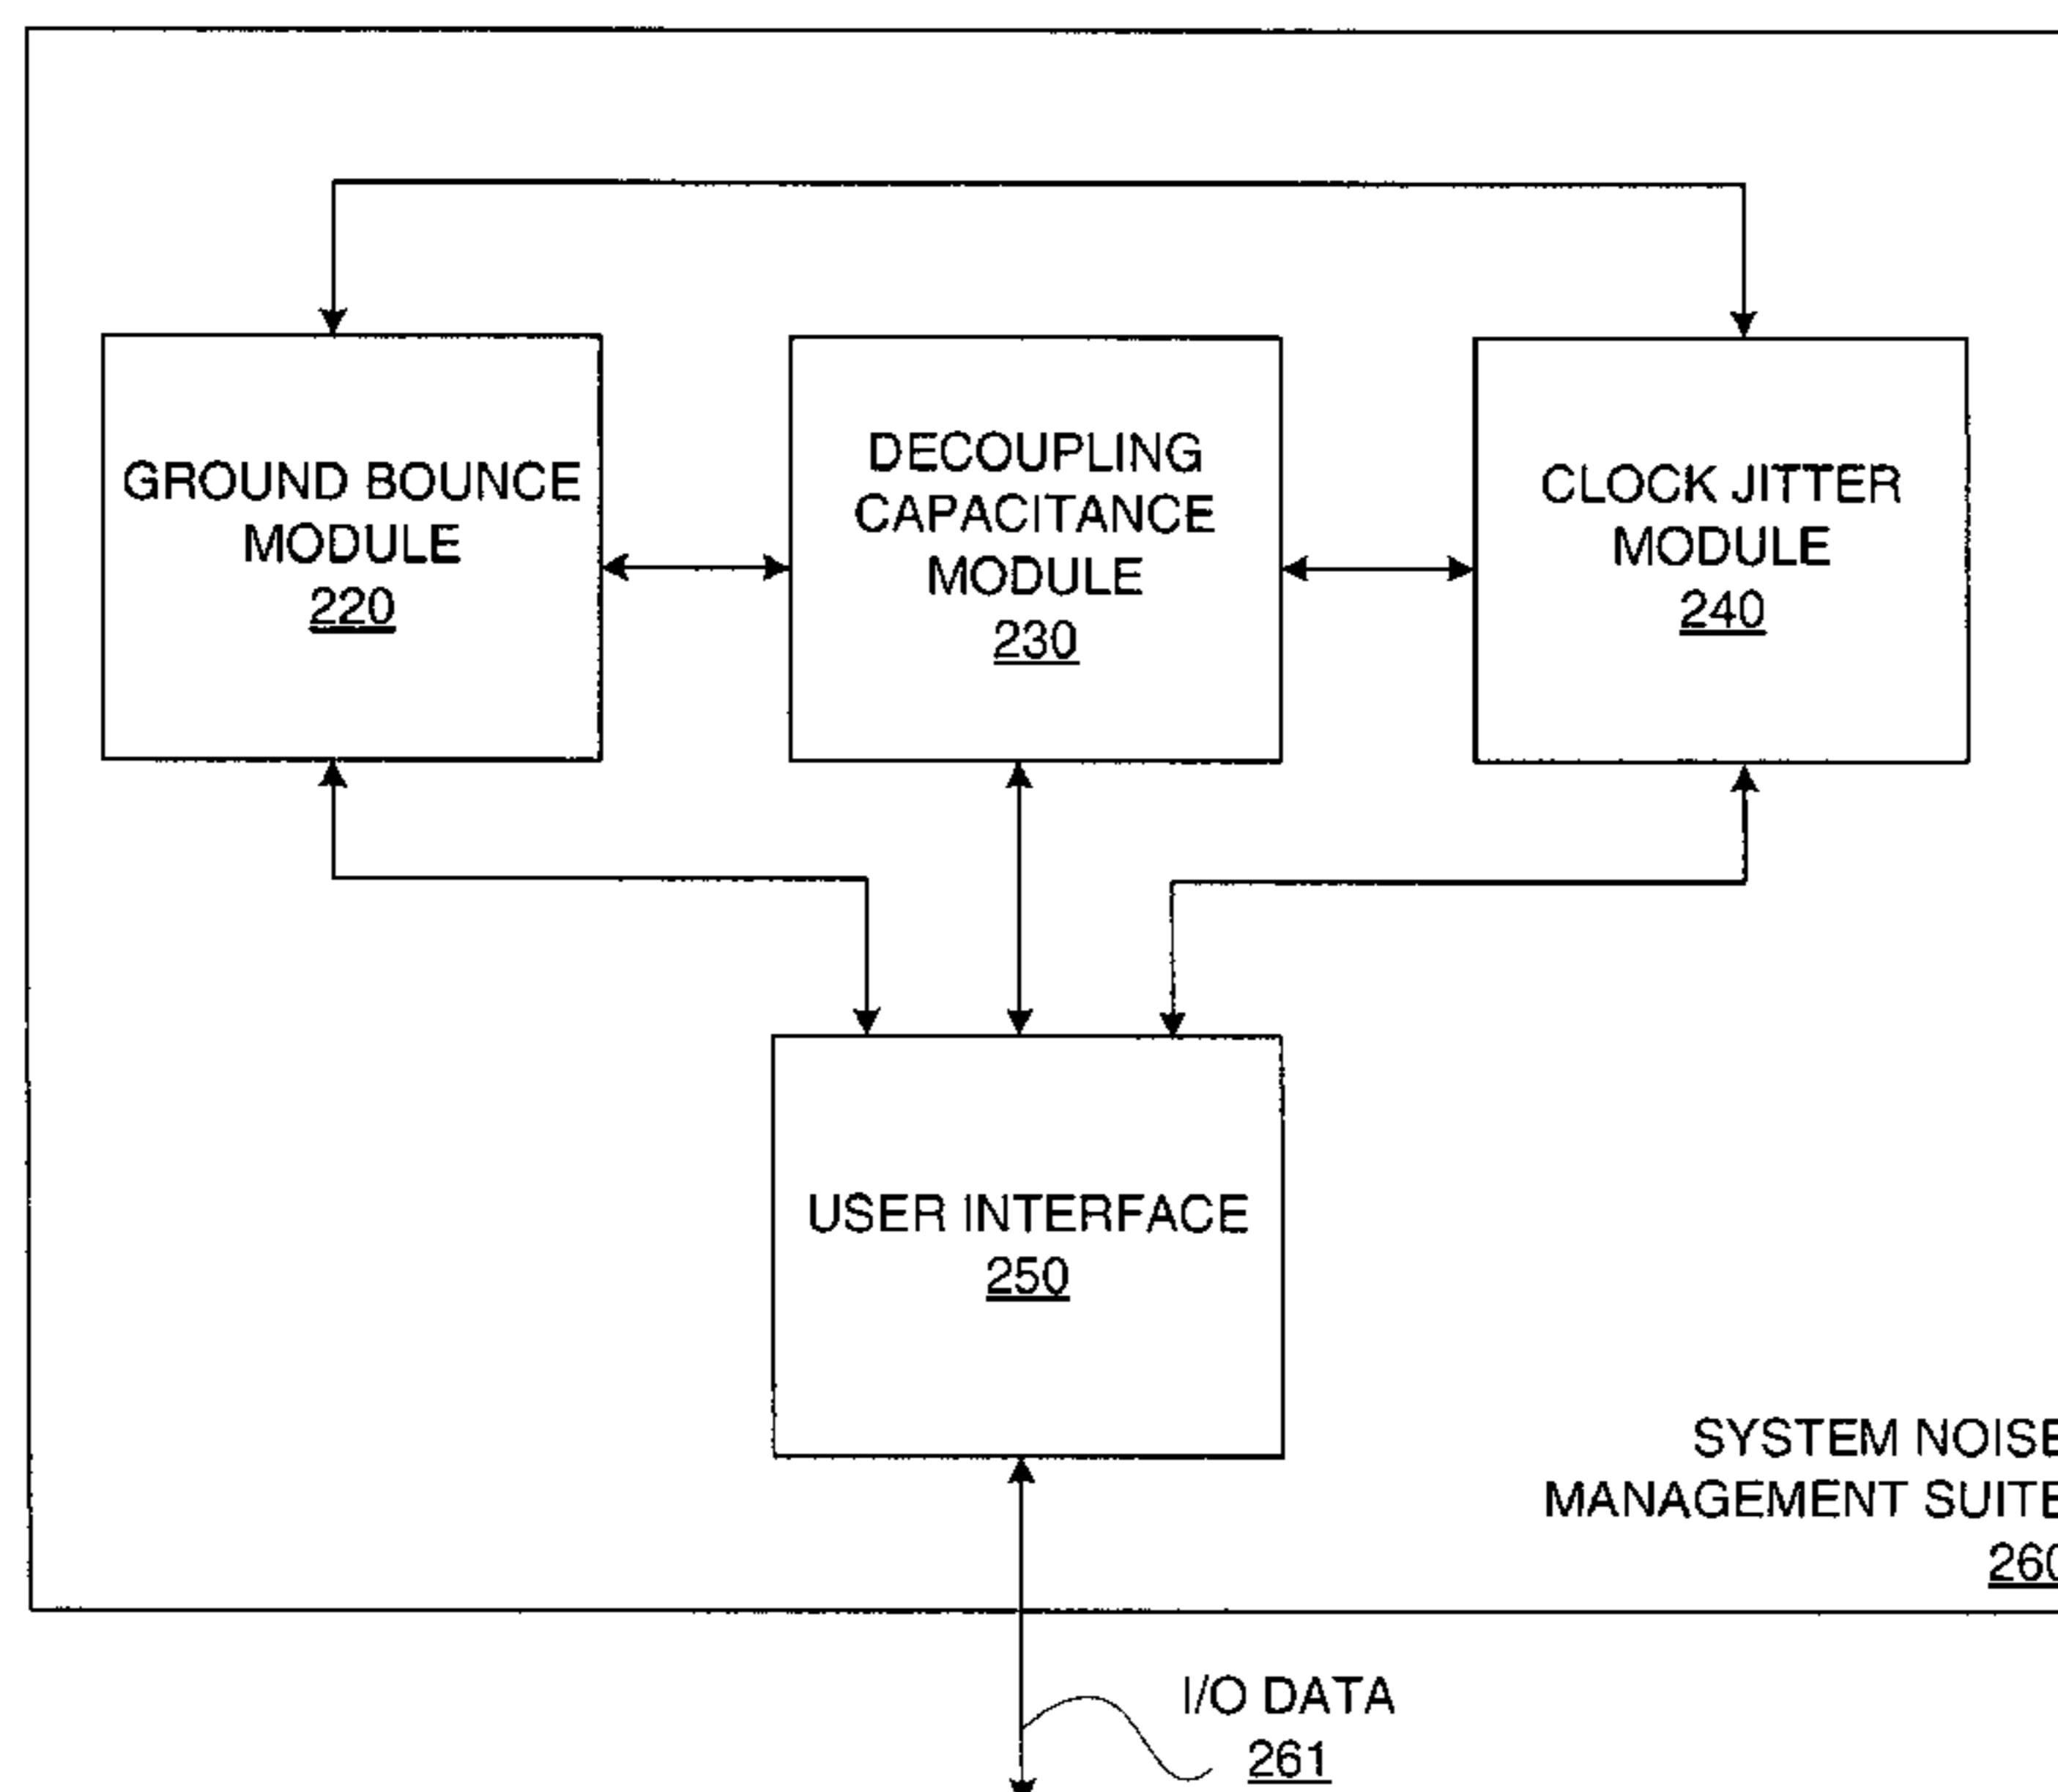 GROUND BOUNCE
MODULE
220
DECOUPLING
CAPACITANCE
MODULE
230
CLOCK JITTER
MODULE
240
USER INTERFACE
250
SYSTEM NOISE
MANAGEMENT SUITE
260
I/O DATA
261